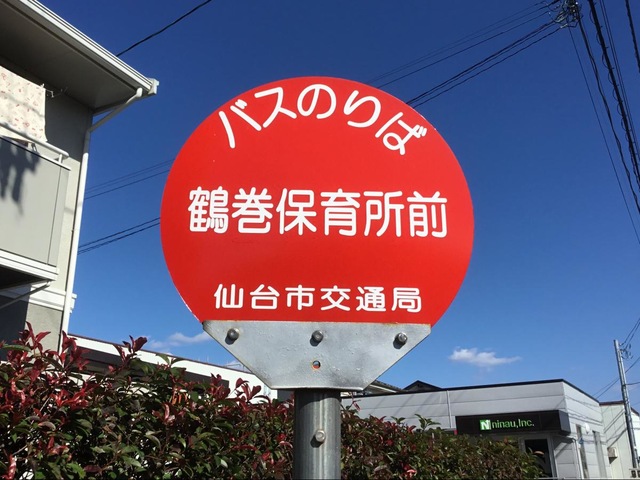 バスのりば
鶴巻保育所前
仙台市交通局
N ninau,Inc.